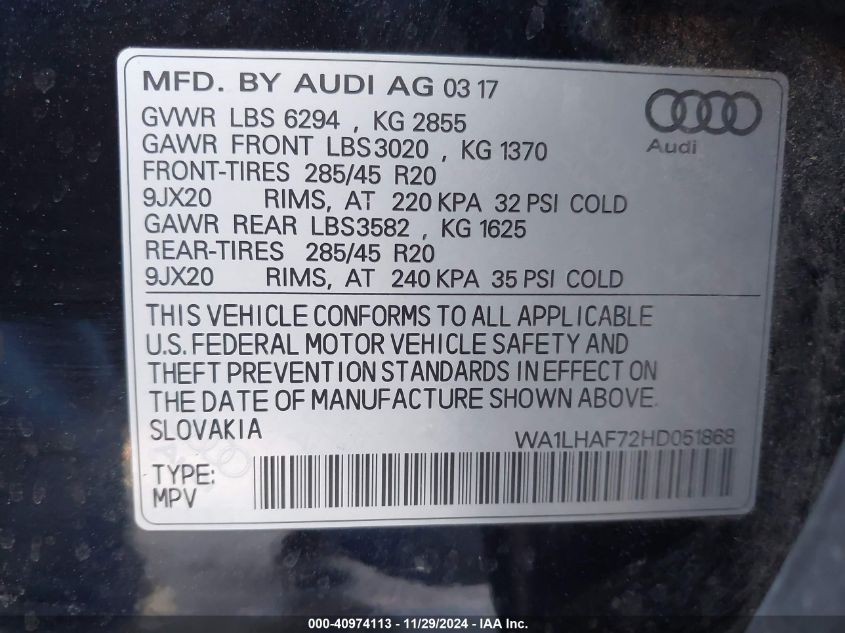 MFD. BY AUDI AG 03 17
GVWR LBS 6294 , KG 2855
GAWR FRONT LBS3020 , KG 1370
FRONT-TIRES 285/45 R20
9JX20 RIMS, AT 220 KPA 32 PSI COLD
GAWR REAR LBS3582 , KG 1625
REAR-TIRES 285/45 R20
9JX20 RIMS, AT 240 KPA 35 PSI COLD
Audi
THIS VEHICLE CONFORMS TO ALL APPLICABLE
U.S. FEDERAL MOTOR VEHICLE SAFETY AND
THEFT PREVENTION STANDARDS IN EFFECT ON
THE DATE OF MANUFACTURE SHOWN ABOVE.
SLOVAKIA WA1LHAF72HD051868
TYPE:
MPV
000-40974113 - 11/29/2024 - IAA Inc.